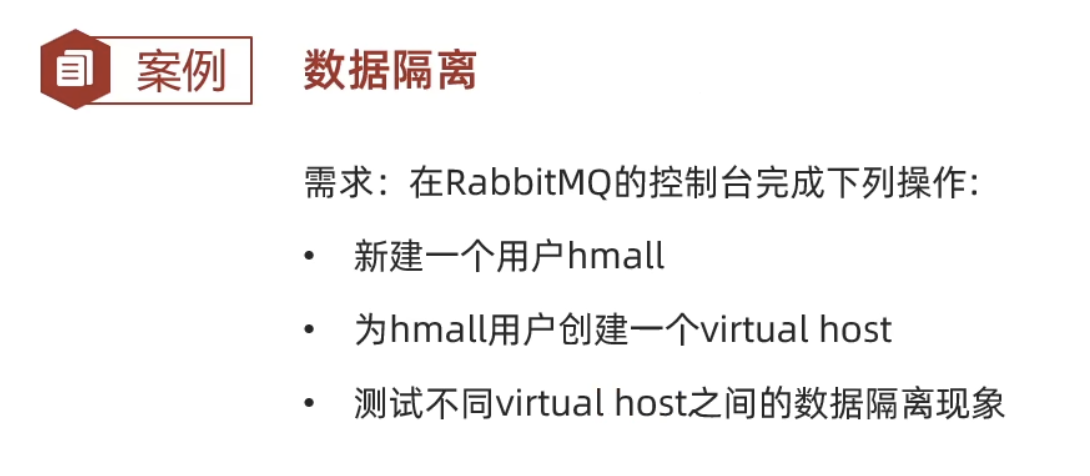 案例
数据隔离
需求：在RabbitMQ的控制台完成下列操作:
• 新建一个用户hmall
• 为hmall用户创建一个virtual host
• 测试不同virtual host之间的数据隔离现象